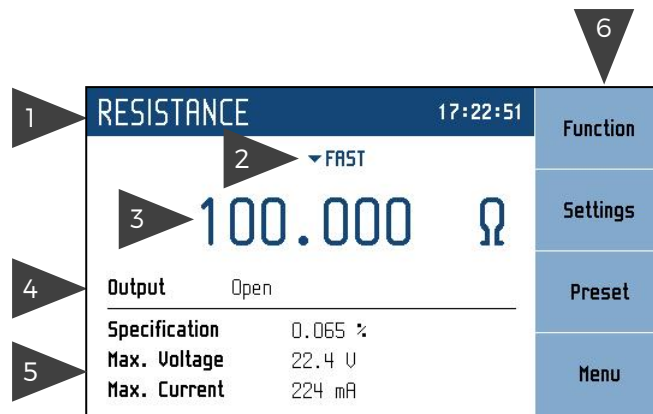 6
1
RESISTANCE 17:22:51
Function
2
▼FAST
3
100.000 Ω
Settings
4
Output Open
Preset
Specification 0.065 %
5
Max. Voltage 22.4 V
Max. Current 224 mA
Menu